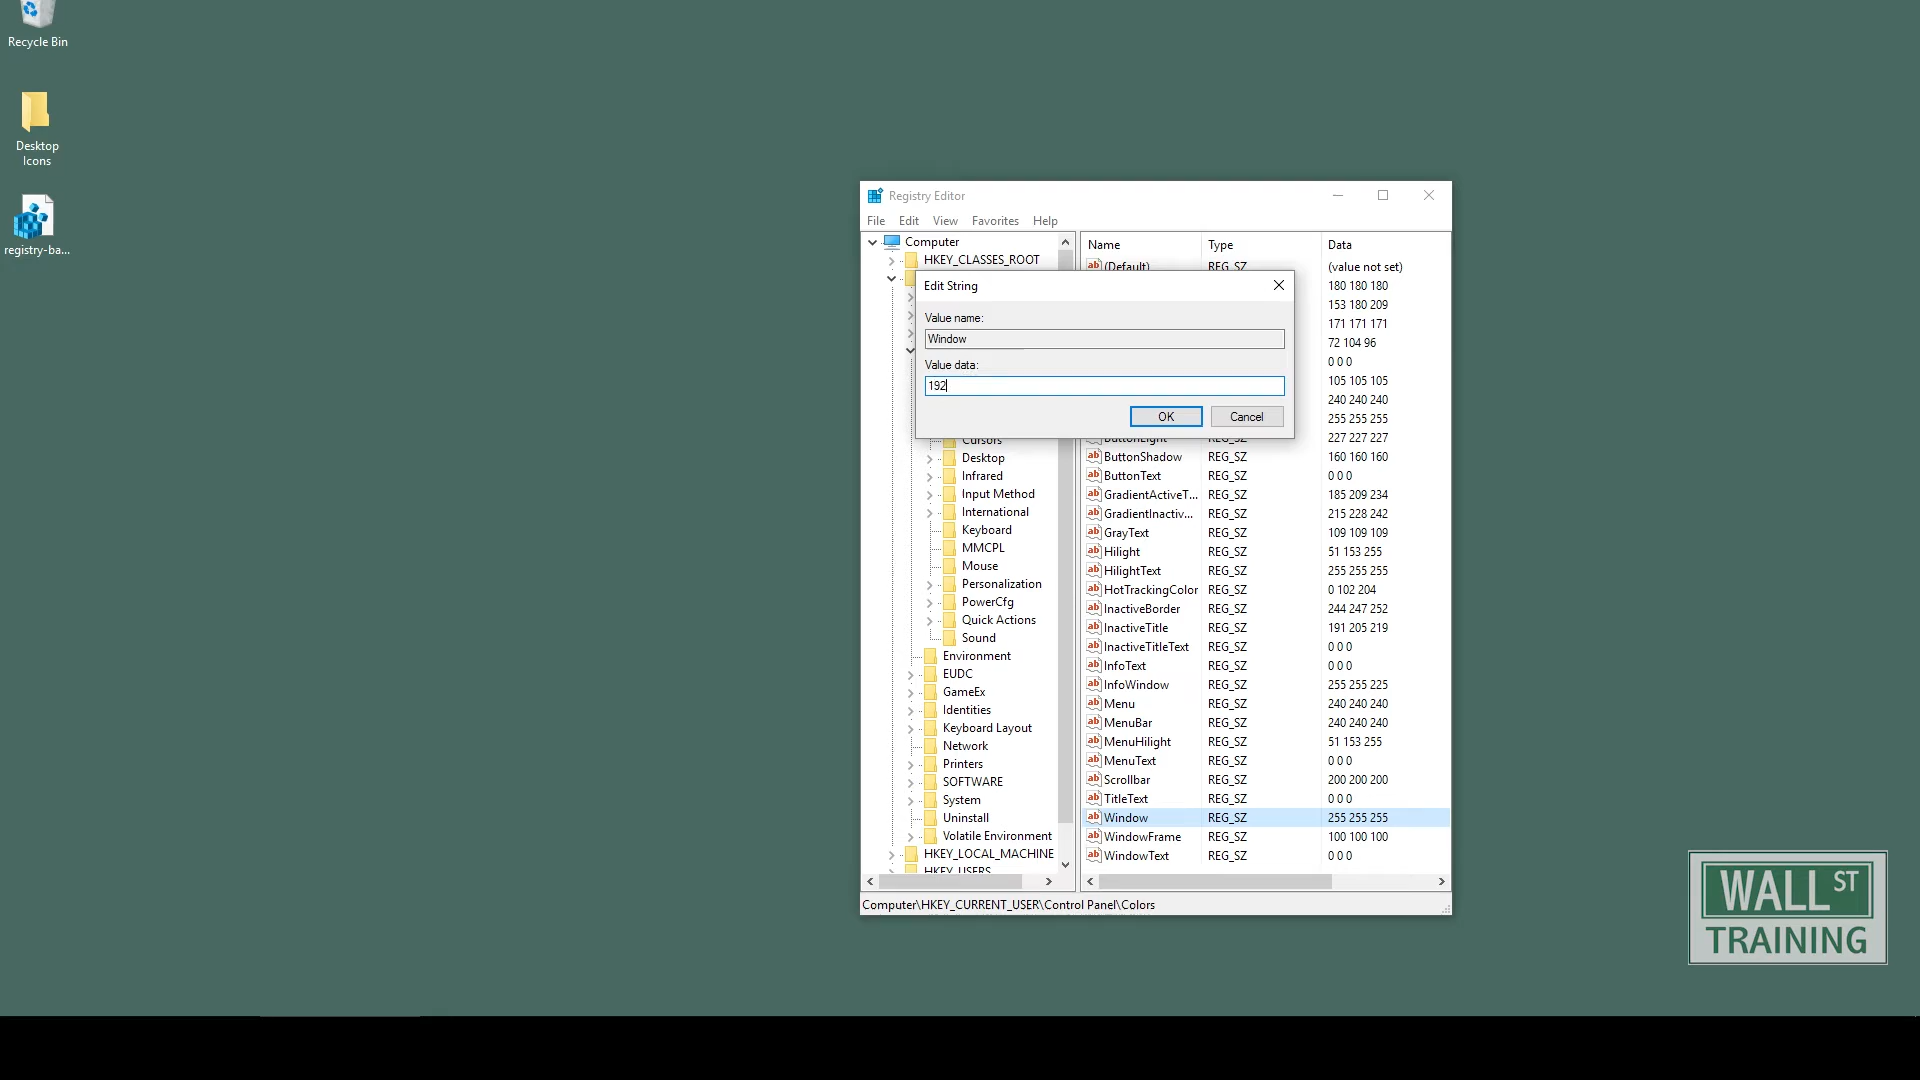 Recycle Bin
Desktop
Icons
registry-ba...
Registry Editor
File Edit View Favorites Help
Computer
HKEY_CLASSES_ROOT
Cursors
Desktop
Infrared
Input Method
International
Keyboard
MMCPL
Mouse
Personalization
PowerCfg
Quick Actions
Sound
Environment
EUDC
GameEx
Identities
Keyboard Layout
Network
Printers
SOFTWARE
System
Uninstall
Volatile Environment
HKEY_LOCAL_MACHINE
HKEY_USERS
Name Type Data
(Default) REG_SZ (value not set)
180 180 180
153 180 209
171 171 171
72 104 96
0 0 0
105 105 105
240 240 240
255 255 255
ButtonLight REG_SZ 227 227 227
ButtonShadow REG_SZ 160 160 160
ButtonText REG_SZ 0 0 0
GradientActiveT... REG_SZ 185 209 234
GradientInactiv... REG_SZ 215 228 242
GrayText REG_SZ 109 109 109
Hilight REG_SZ 51 153 255
HilightText REG_SZ 255 255 255
HotTrackingColor REG_SZ 0 102 204
InactiveBorder REG_SZ 244 247 252
InactiveTitle REG_SZ 191 205 219
InactiveTitleText REG_SZ 0 0 0
InfoText REG_SZ 0 0 0
InfoWindow REG_SZ 255 255 225
Menu REG_SZ 240 240 240
MenuBar REG_SZ 240 240 240
MenuHilight REG_SZ 51 153 255
MenuText REG_SZ 0 0 0
Scrollbar REG_SZ 200 200 200
TitleText REG_SZ 0 0 0
Window REG_SZ 255 255 255
WindowFrame REG_SZ 100 100 100
WindowText REG_SZ 0 0 0
Edit String
Value name:
Window
Value data:
192
OK Cancel
Computer\HKEY_CURRENT_USER\Control Panel\Colors
WALL ST
TRAINING